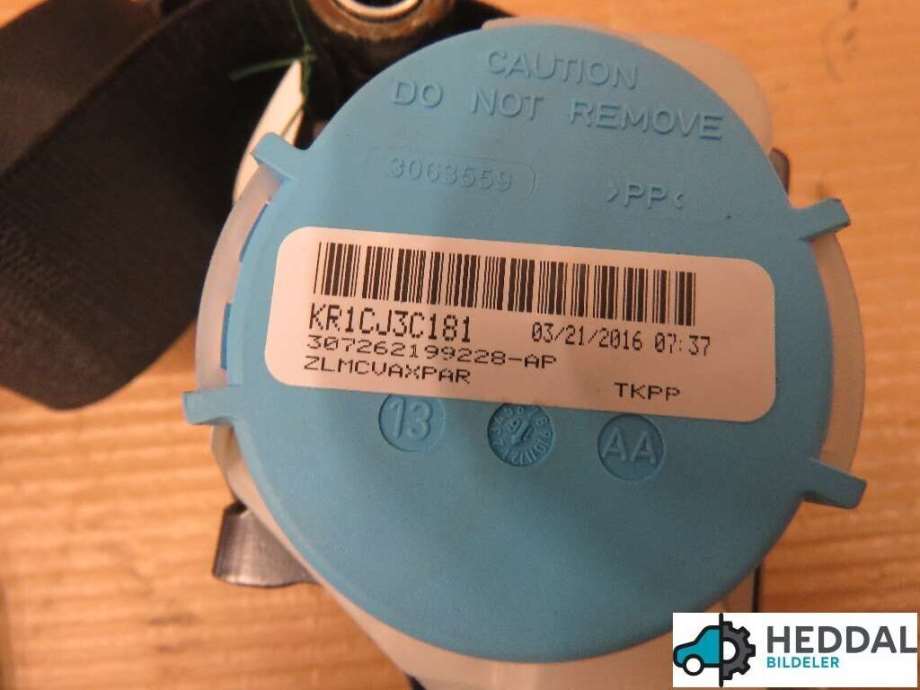 CAUTION
DO NOT REMOVE
3063559
>PP<
KR1CJ3C181 03/21/2016 07:37
307262199228-AP
ZLMCVAXPAR TKPP
13 AA
HEDDAL
BILDELER